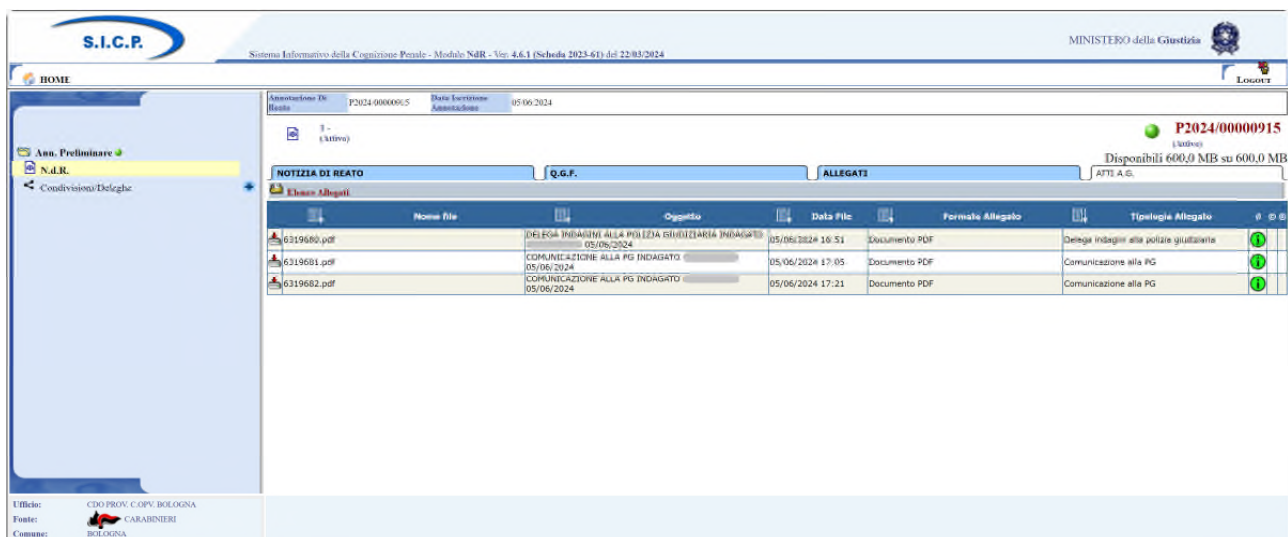 S.I.C.P.
Sistema Informativo della Cognizione Penale - Modulo NdR - Ver. 4.6.1 (Scheda 2023-61) del 22/03/2024
MINISTERO della Giustizia
HOME
LOGOUT
Annotazione Di Reato P2024/00000915 Data Iscrizione Annotazione 05/06/2024
1 -
(Attivo)
P2024/00000915
(Attivo)
Disponibili 600,0 MB su 600,0 MB
Ann. Preliminare
N.d.R.
Condivisioni/Deleghe
NOTIZIA DI REATO Q.G.F. ALLEGATI ATTI A.G.
Elenco Allegati
Nome file Oggetto Data File Formato Allegato Tipologia Allegato
6319680.pdf DELEGA INDAGINI ALLA POLIZIA GIUDIZIARIA INDAGATO 05/06/2024 05/06/2024 16:51 Documento PDF Delega indagini alla polizia giudiziaria
6319681.pdf COMUNICAZIONE ALLA PG INDAGATO 05/06/2024 05/06/2024 17:05 Documento PDF Comunicazione alla PG
6319682.pdf COMUNICAZIONE ALLA PG INDAGATO 05/06/2024 05/06/2024 17:21 Documento PDF Comunicazione alla PG
Ufficio: CDO PROV. C.OPV. BOLOGNA
Fonte: CARABINIERI
Comune: BOLOGNA